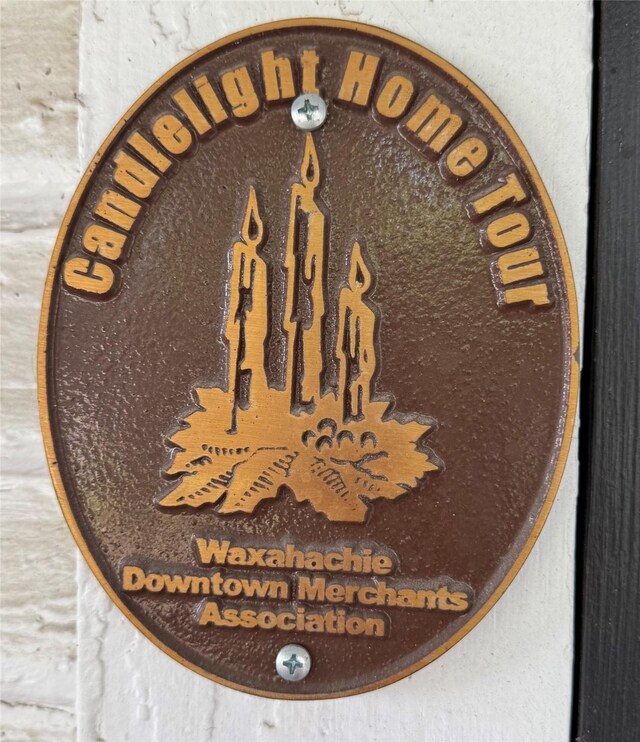 Candlelight Home Tour
Waxahachie
Downtown Merchants
Association